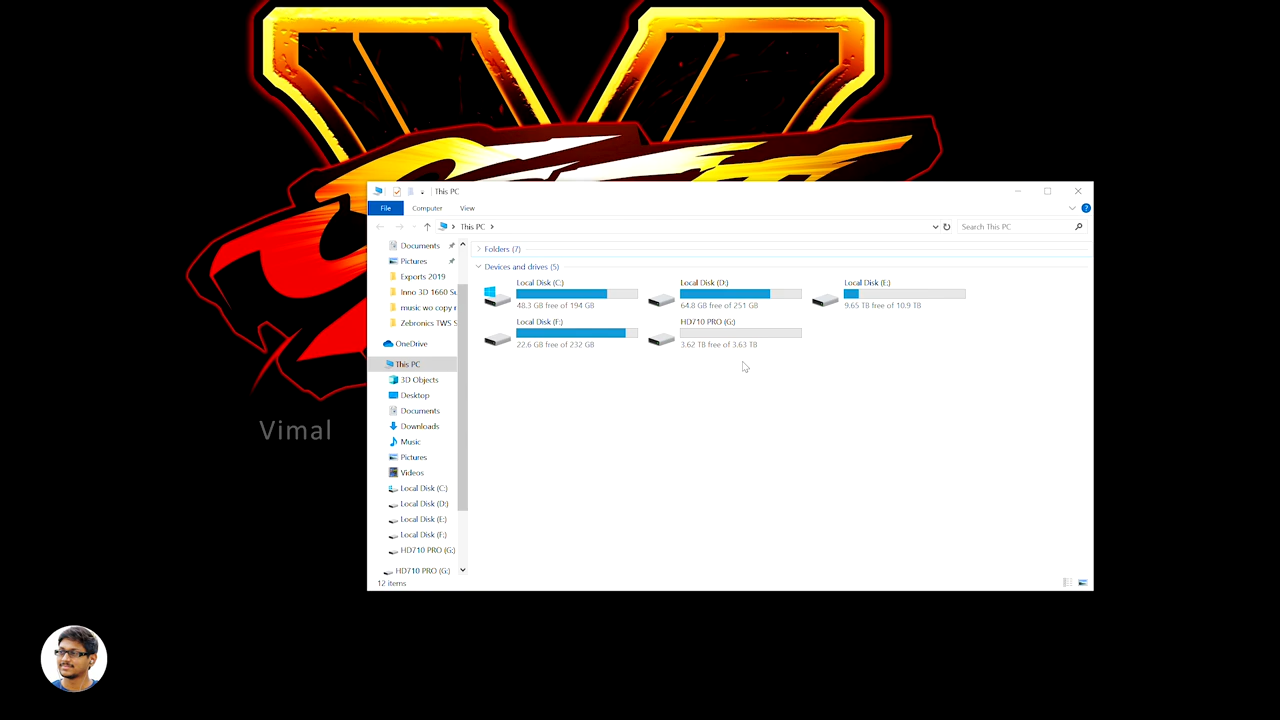 V
This PC
File
Computer
View
This PC
Search This PC
Documents
Pictures
Exports 2019
Inno 3D 1660 Su
music wo copy r
Zebronics TWS S
OneDrive
This PC
3D Objects
Desktop
Documents
Downloads
Music
Pictures
Videos
Local Disk (C:)
Local Disk (D:)
Local Disk (E:)
Local Disk (F:)
HD710 PRO (G:)
HD710 PRO (G:)
12 items
Folders (7)
Devices and drives (5)
Local Disk (C:)
48.3 GB free of 194 GB
Local Disk (D:)
64.8 GB free of 251 GB
Local Disk (E:)
9.65 TB free of 10.9 TB
Local Disk (F:)
22.6 GB free of 232 GB
HD710 PRO (G:)
3.62 TB free of 3.63 TB
Vimal